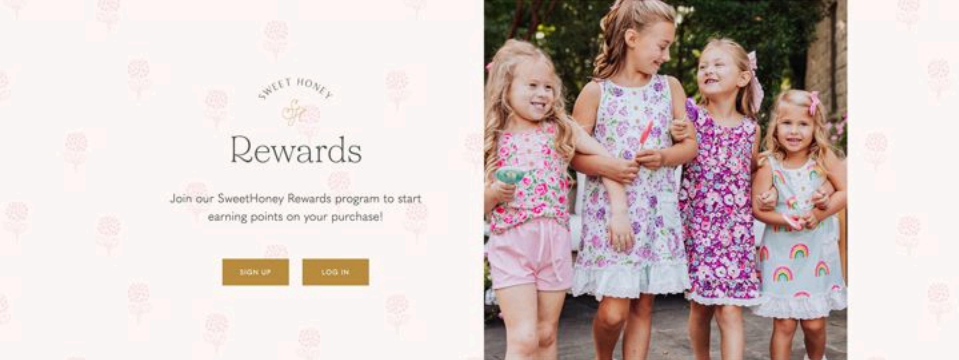 SWEET HONEY
SH
Rewards
Join our SweetHoney Rewards program to start
earning points on your purchase!
SIGN UP
LOG IN